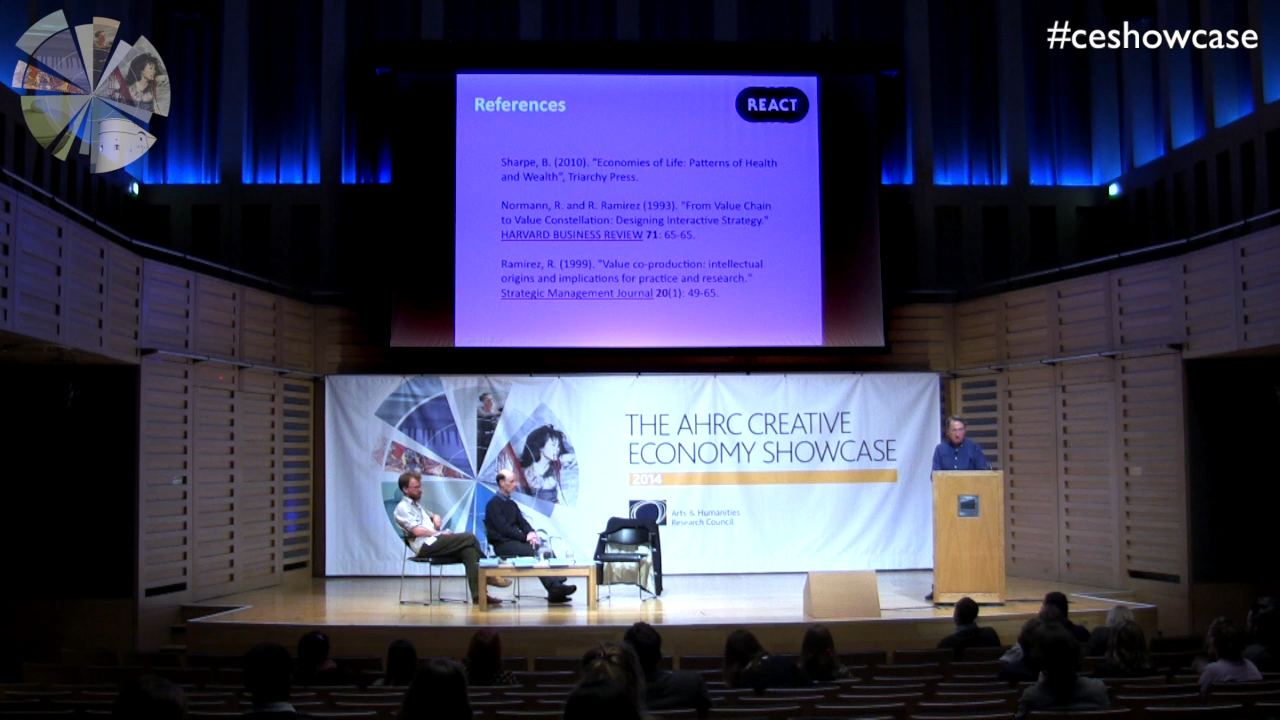 #ceshowcase
References
REACT
Sharpe, B. (2010). "Economies of Life: Patterns of Health
and Wealth", Triarchy Press.
Normann, R. and R. Ramirez (1993). "From Value Chain
to Value Constellation: Designing Interactive Strategy."
HARVARD BUSINESS REVIEW 71: 65-65.
Ramirez, R. (1999). "Value co-production: intellectual
origins and implications for practice and research."
Strategic Management Journal 20(1): 49-65.
THE AHRC CREATIVE
ECONOMY SHOWCASE
2014
Arts & Humanities
Research Council